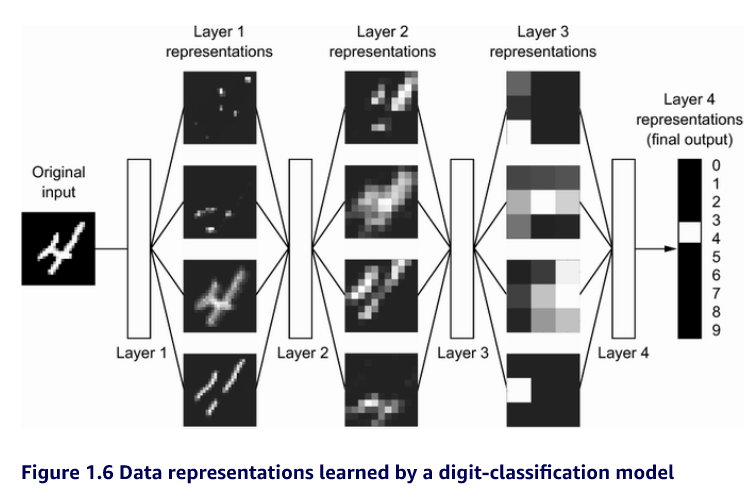 Layer 1
representations
Layer 2
representations
Layer 3
representations
Layer 4
representations
(final output)
Original
input
0
1
2
3
4
5
6
7
8
9
Layer 1
Layer 2
Layer 3
Layer 4
Figure 1.6 Data representations learned by a digit-classification model